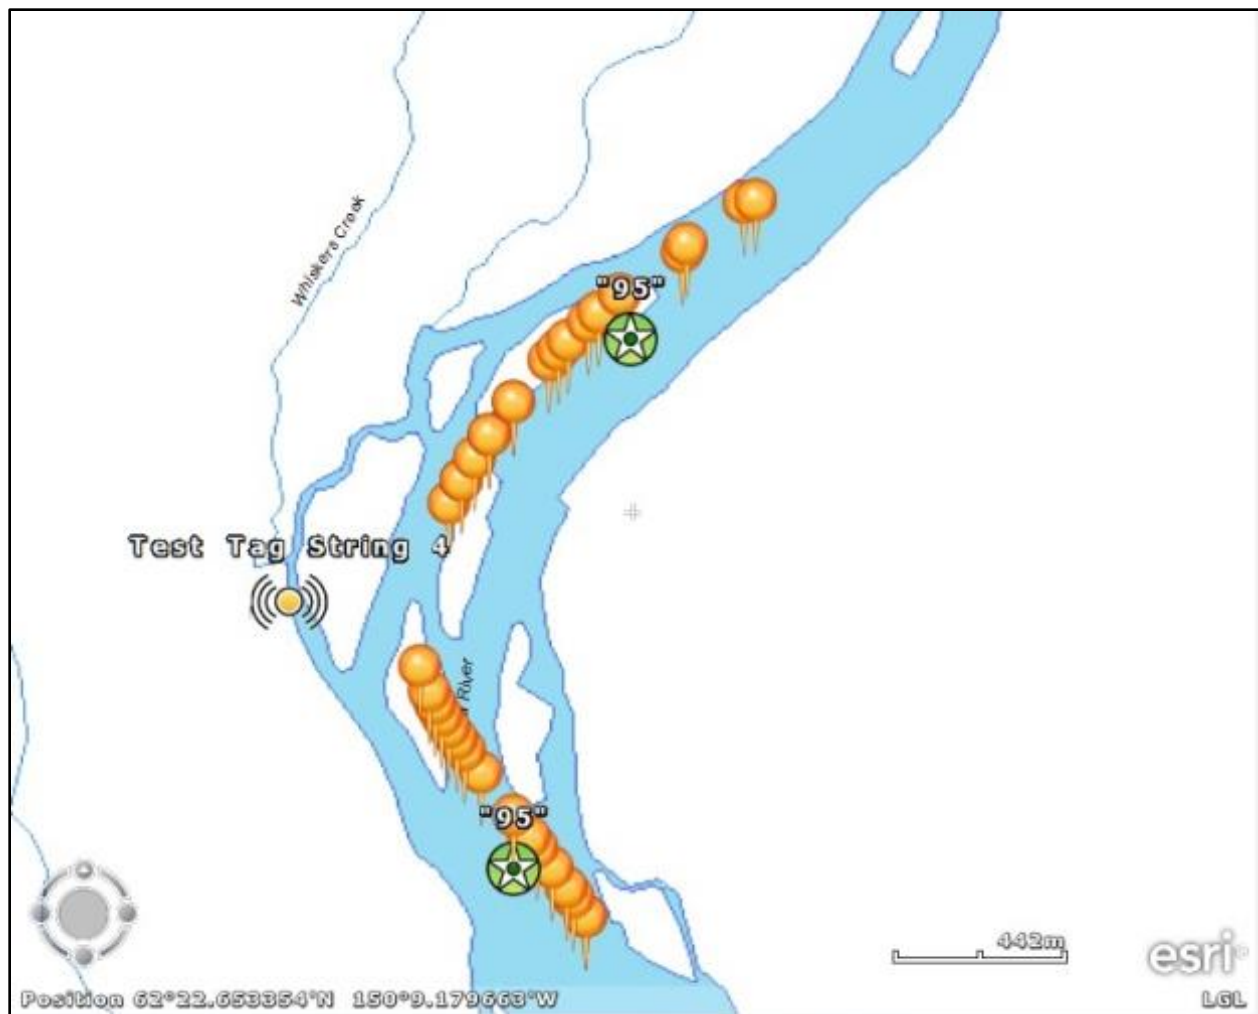 Whiskers Creek
"95"
Test Tag String 4
River
"95"
442m
esri
Position 62°22.653354'N 150°9.179663'W
LGL